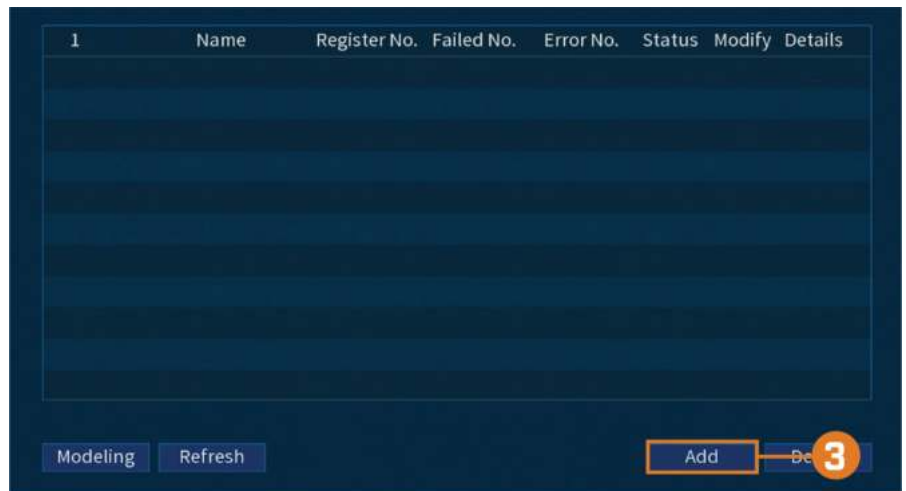 1 Name Register No. Failed No. Error No. Status Modify Details
Modeling Refresh Add 3